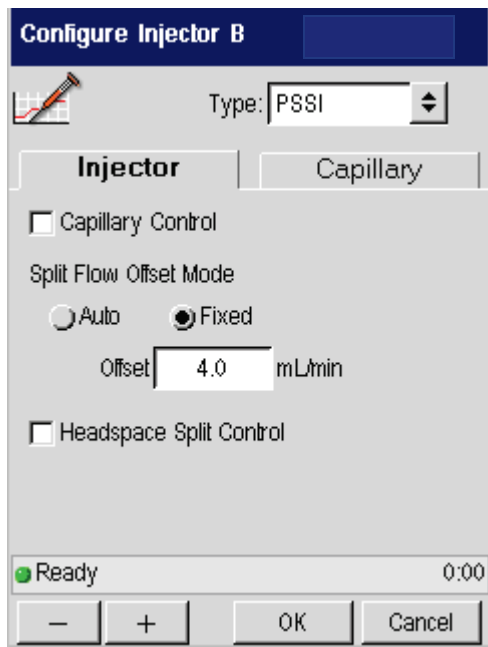 Configure Injector B
Type: PSSI
Injector Capillary
Capillary Control
Split Flow Offset Mode
Auto Fixed
Offset 4.0 mL/min
Headspace Split Control
Ready 0:00
− + OK Cancel